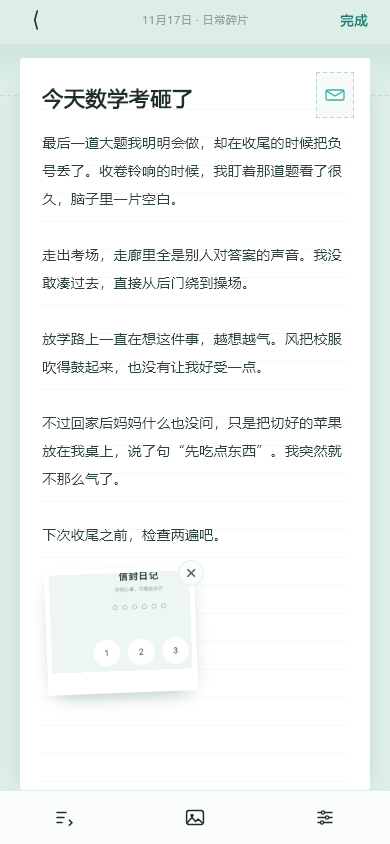 11月17日 · 日常碎片
完成
今天数学考砸了
最后一道大题我明明会做，却在收尾的时候把负
号丢了。收卷铃响的时候，我盯着那道题看了很
久，脑子里一片空白。
走出考场，走廊里全是别人对答案的声音。我没
敢凑过去，直接从后门绕到操场。
放学路上一直在想这件事，越想越气。风把校服
吹得鼓起来，也没有让我好受一点。
不过回家后妈妈什么也没问，只是把切好的苹果
放在我桌上，说了句“先吃点东西”。我突然就
不那么气了。
下次收尾之前，检查两遍吧。
信封日记
1 2 3